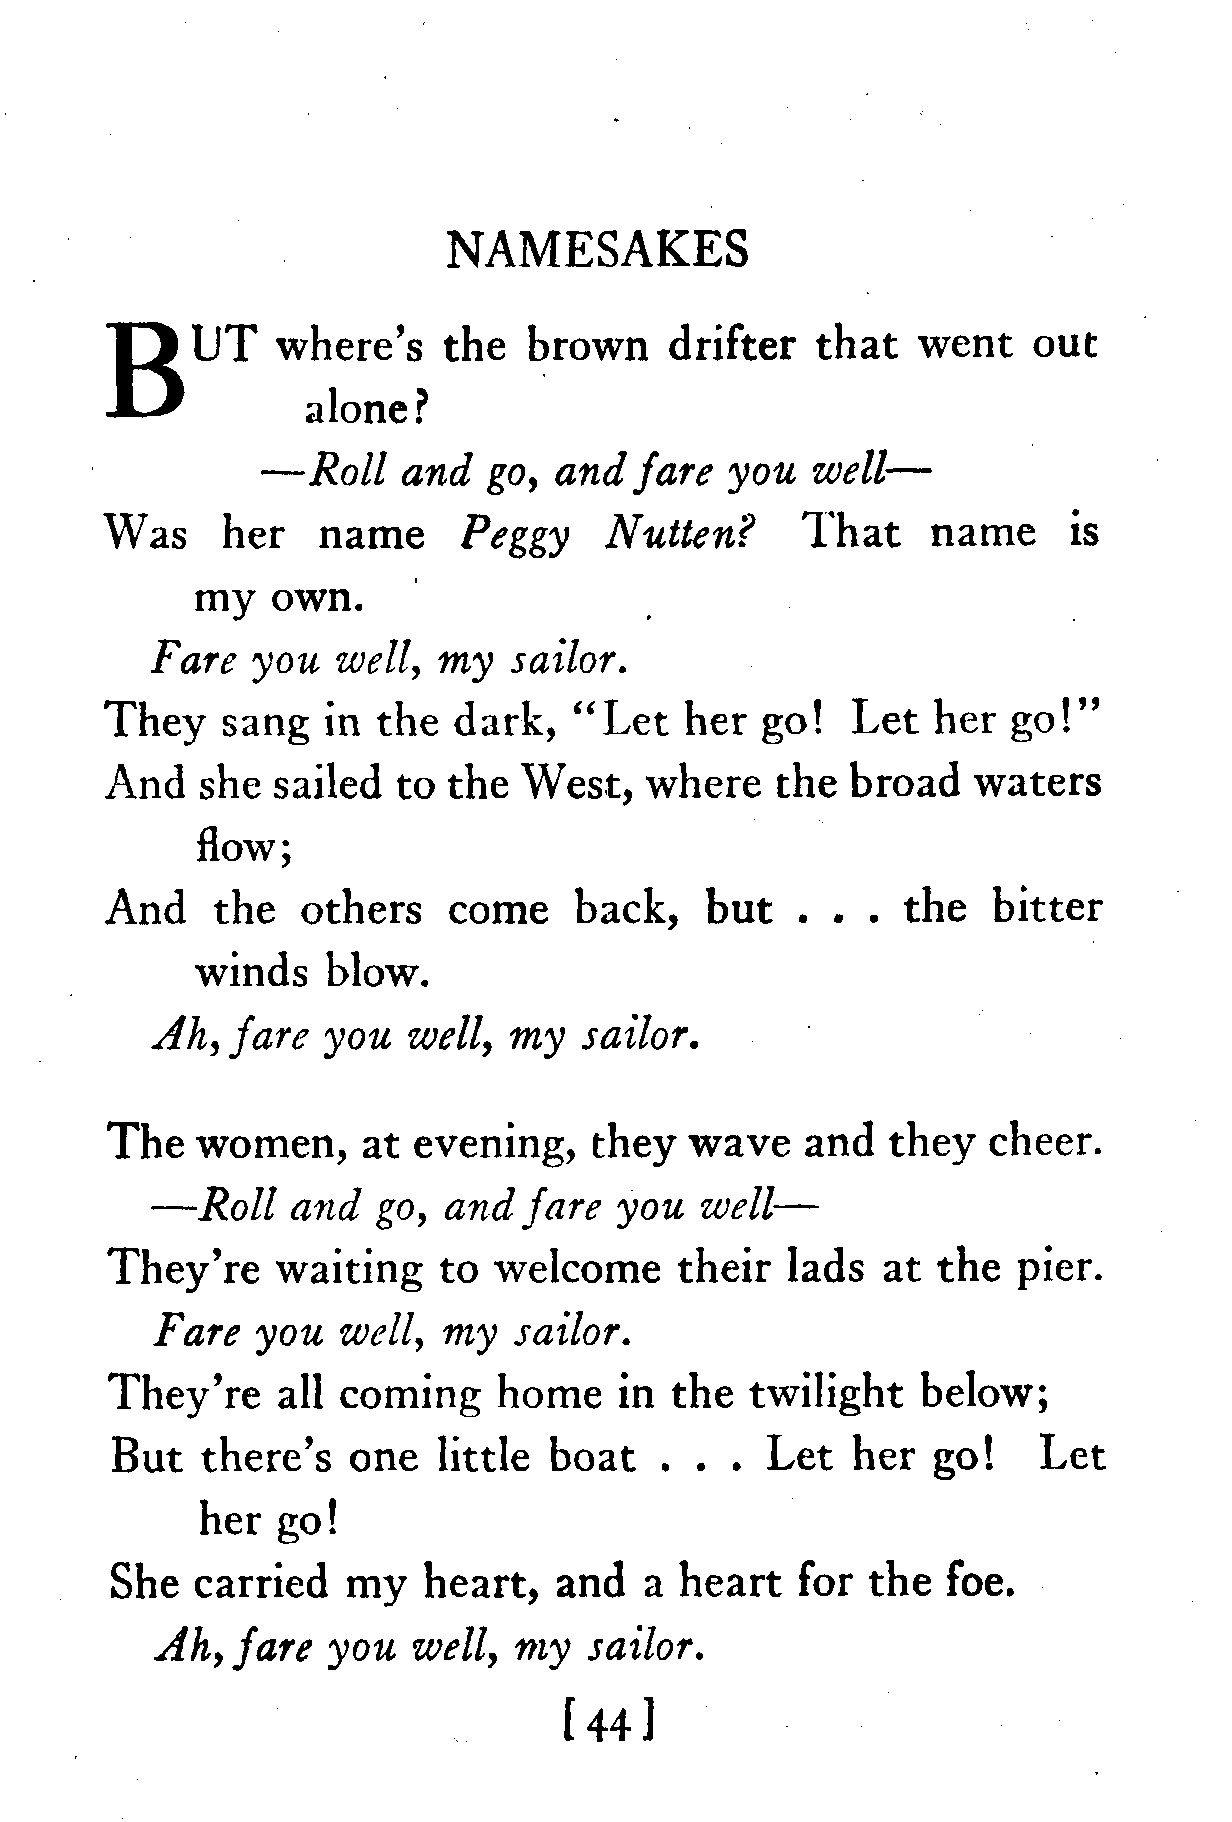 NAMESAKES
BUT where's the brown drifter that went out
alone?
—Roll and go, and fare you well—
Was her name Peggy Nutten? That name is
my own.
Fare you well, my sailor.
They sang in the dark, "Let her go! Let her go!"
And she sailed to the West, where the broad waters
flow;
And the others come back, but . . . the bitter
winds blow.
Ah, fare you well, my sailor.
The women, at evening, they wave and they cheer.
—Roll and go, and fare you well—
They're waiting to welcome their lads at the pier.
Fare you well, my sailor.
They're all coming home in the twilight below;
But there's one little boat . . . Let her go! Let
her go!
She carried my heart, and a heart for the foe.
Ah, fare you well, my sailor.
[44]